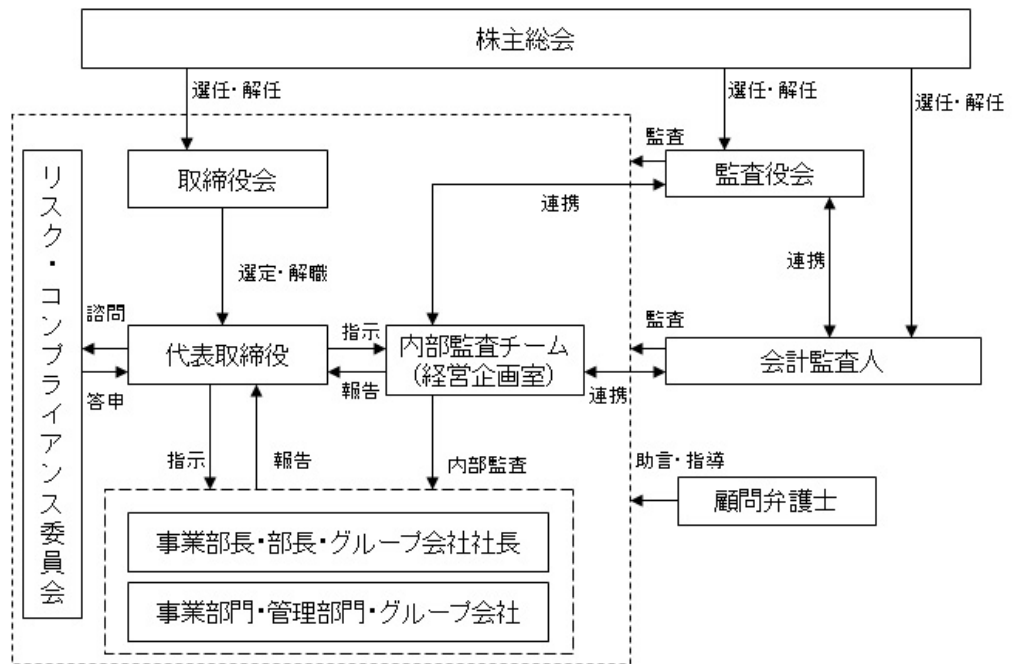 株主総会
選任・解任
選任・解任
選任・解任
監査
リスク・コンプライアンス委員会
取締役会
監査役会
連携
選定・解職
連携
諮問
指示
監査
代表取締役
内部監査チーム
(経営企画室)
会計監査人
答申
報告
連携
指示
報告
内部監査
助言・指導
顧問弁護士
事業部長・部長・グループ会社社長
事業部門・管理部門・グループ会社